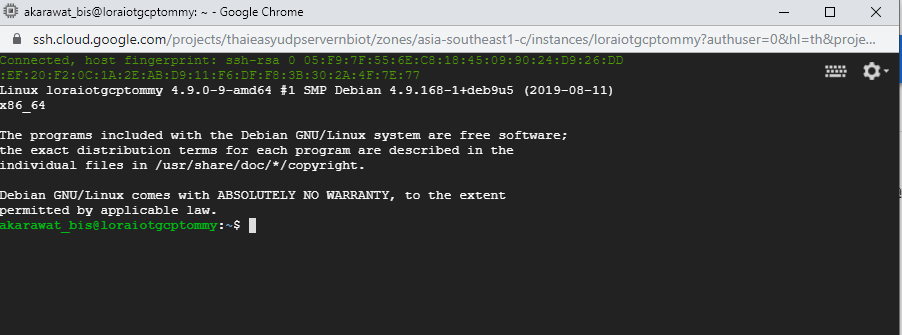 akarawat_bis@loraiotgcptommy: ~ - Google Chrome
ssh.cloud.google.com/projects/thaieasyudpservernbiot/zones/asia-southeast1-c/instances/loraiotgcptommy?authuser=0&hl=th&proje...
Connected, host fingerprint: ssh-rsa 0 05:F9:7F:55:6E:C8:18:45:09:90:24:D9:26:DD
:EF:20:F2:0C:1A:2E:AB:D9:11:F6:DF:F8:3B:30:2A:4F:7E:77
Linux loraiotgcptommy 4.9.0-9-amd64 #1 SMP Debian 4.9.168-1+deb9u5 (2019-08-11)
x86_64
The programs included with the Debian GNU/Linux system are free software;
the exact distribution terms for each program are described in the
individual files in /usr/share/doc/*/copyright.
Debian GNU/Linux comes with ABSOLUTELY NO WARRANTY, to the extent
permitted by applicable law.
akarawat_bis@loraiotgcptommy:~$